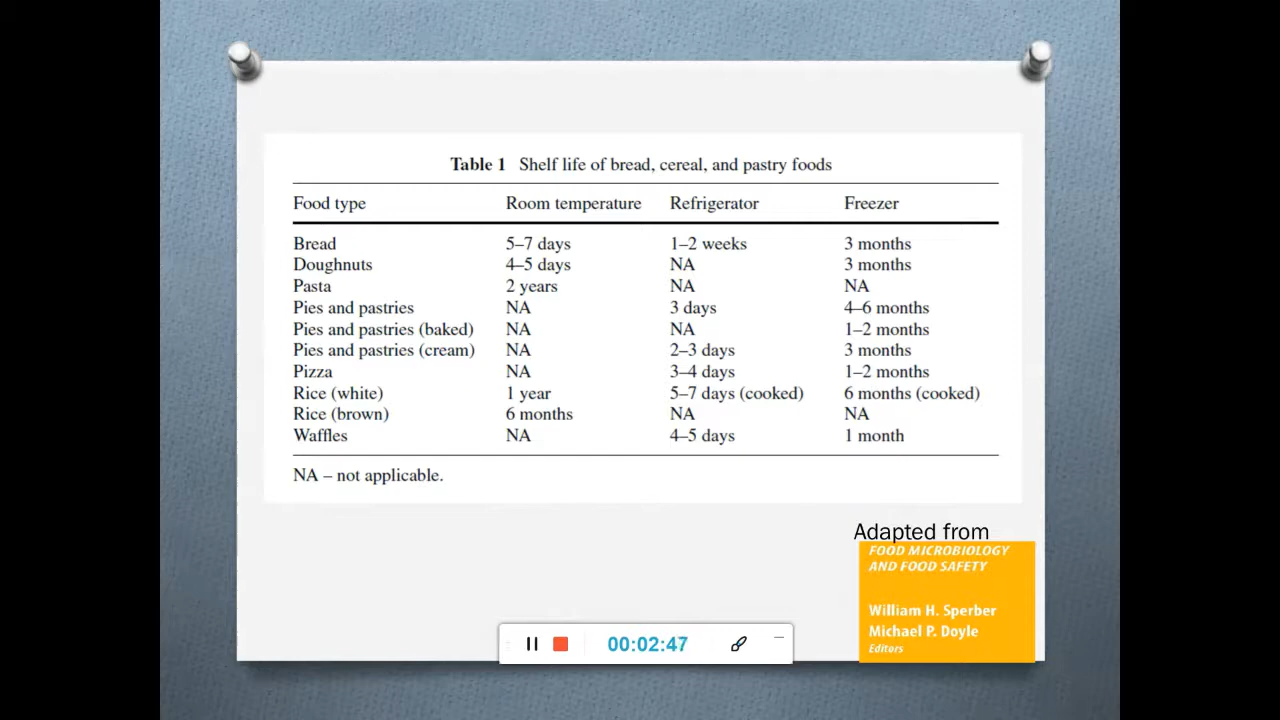 Table 1 Shelf life of bread, cereal, and pastry foods
Food type Room temperature Refrigerator Freezer
Bread 5–7 days 1–2 weeks 3 months
Doughnuts 4–5 days NA 3 months
Pasta 2 years NA NA
Pies and pastries NA 3 days 4–6 months
Pies and pastries (baked) NA NA 1–2 months
Pies and pastries (cream) NA 2–3 days 3 months
Pizza NA 3–4 days 1–2 months
Rice (white) 1 year 5–7 days (cooked) 6 months (cooked)
Rice (brown) 6 months NA NA
Waffles NA 4–5 days 1 month
NA – not applicable.
Adapted from
FOOD MICROBIOLOGY
AND FOOD SAFETY
William H. Sperber
Michael P. Doyle
Editors
00:02:47